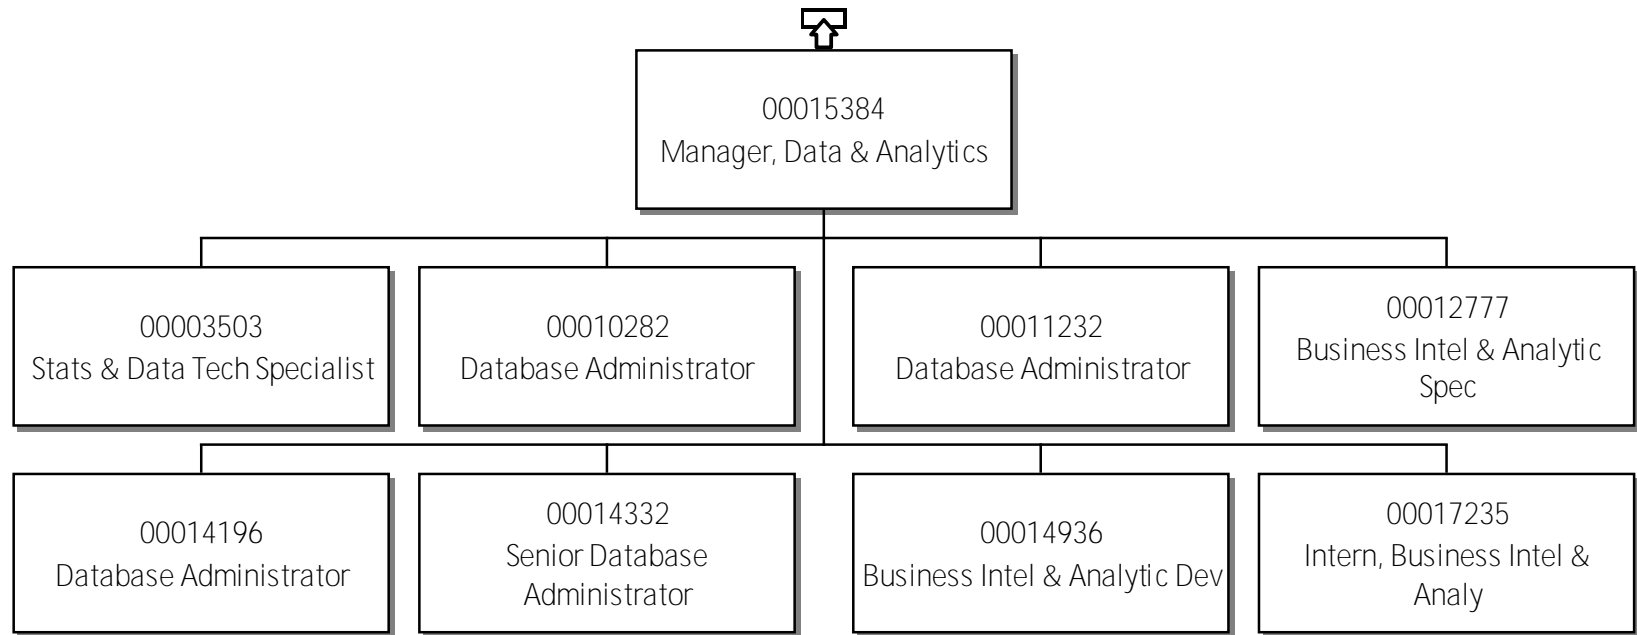 00015384
Manager, Data & Analytics
00003503
Stats & Data Tech Specialist
00010282
Database Administrator
00011232
Database Administrator
00012777
Business Intel & Analytic
Spec
00014196
Database Administrator
00014332
Senior Database
Administrator
00014936
Business Intel & Analytic Dev
00017235
Intern, Business Intel &
Analy